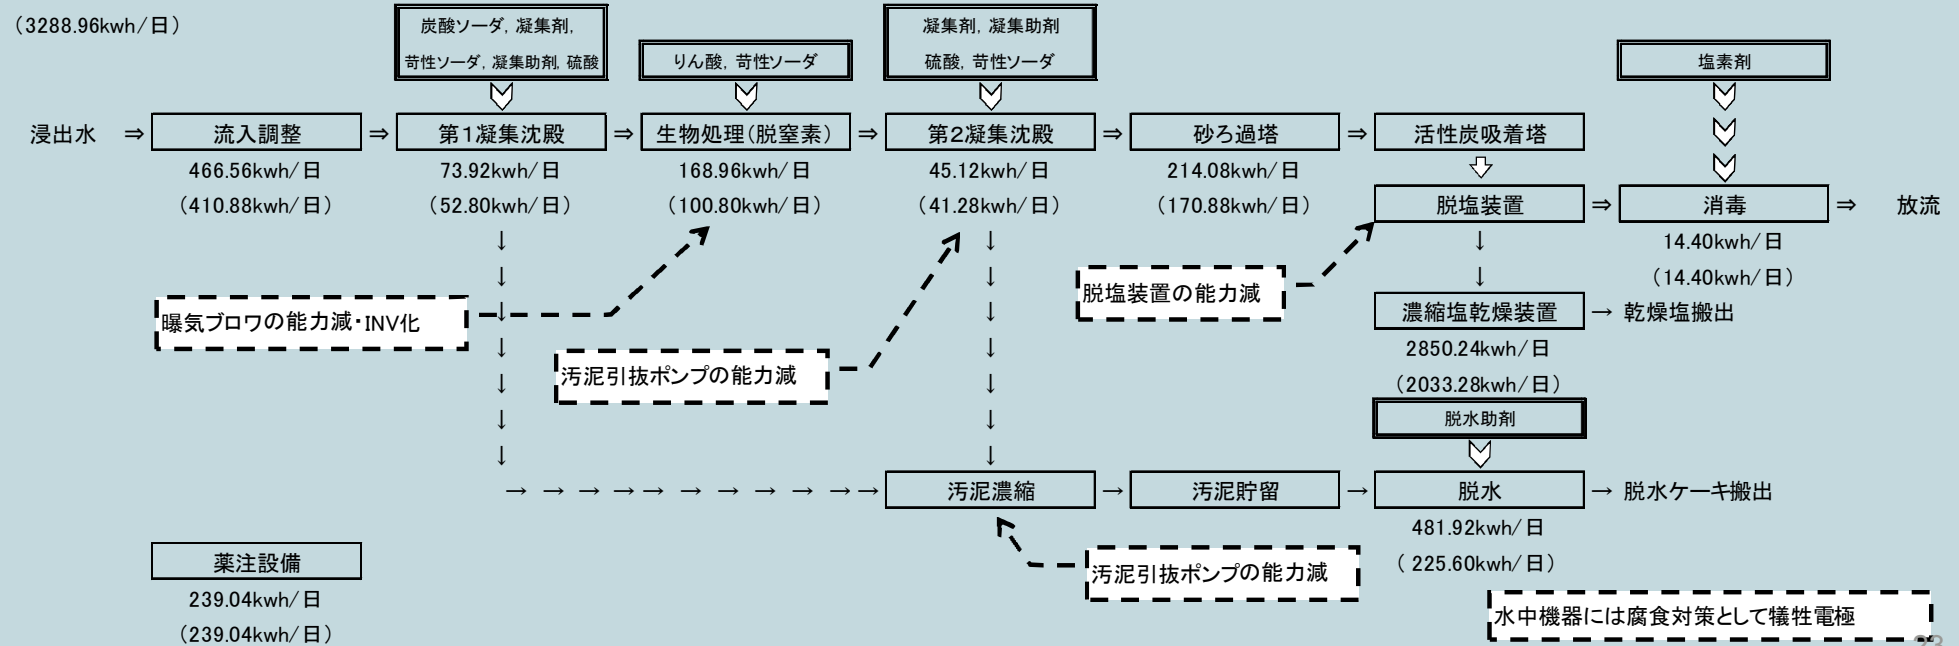 （3288.96kwh/日）
炭酸ソーダ, 凝集剤,
苛性ソーダ, 凝集助剤, 硫酸
りん酸, 苛性ソーダ
凝集剤, 凝集助剤
硫酸, 苛性ソーダ
塩素剤
浸出水 ⇒ 流入調整 ⇒ 第１凝集沈殿 ⇒ 生物処理（脱窒素） ⇒ 第２凝集沈殿 ⇒ 砂ろ過塔 ⇒ 活性炭吸着塔
466.56kwh/日 73.92kwh/日 168.96kwh/日 45.12kwh/日 214.08kwh/日
（410.88kwh/日） （52.80kwh/日） （100.80kwh/日） （41.28kwh/日） （170.88kwh/日） 脱塩装置 ⇒ 消毒 ⇒ 放流
↓ ↓ ↓ 14.40kwh/日
↓ ↓ ↓ （14.40kwh/日）
脱塩装置の能力減
曝気ブロワの能力減・INV化 ↓ ↓ 濃縮塩乾燥装置 → 乾燥塩搬出
↓ ↓ 2850.24kwh/日
汚泥引抜ポンプの能力減 ↓ ↓ （2033.28kwh/日）
↓ ↓ 脱水助剤
↓ ↓
→ → → → → → → → → → 汚泥濃縮 → 汚泥貯留 → 脱水 → 脱水ケーキ搬出
481.92kwh/日
薬注設備 汚泥引抜ポンプの能力減 （ 225.60kwh/日）
239.04kwh/日 水中機器には腐食対策として犠牲電極
（239.04kwh/日）
23